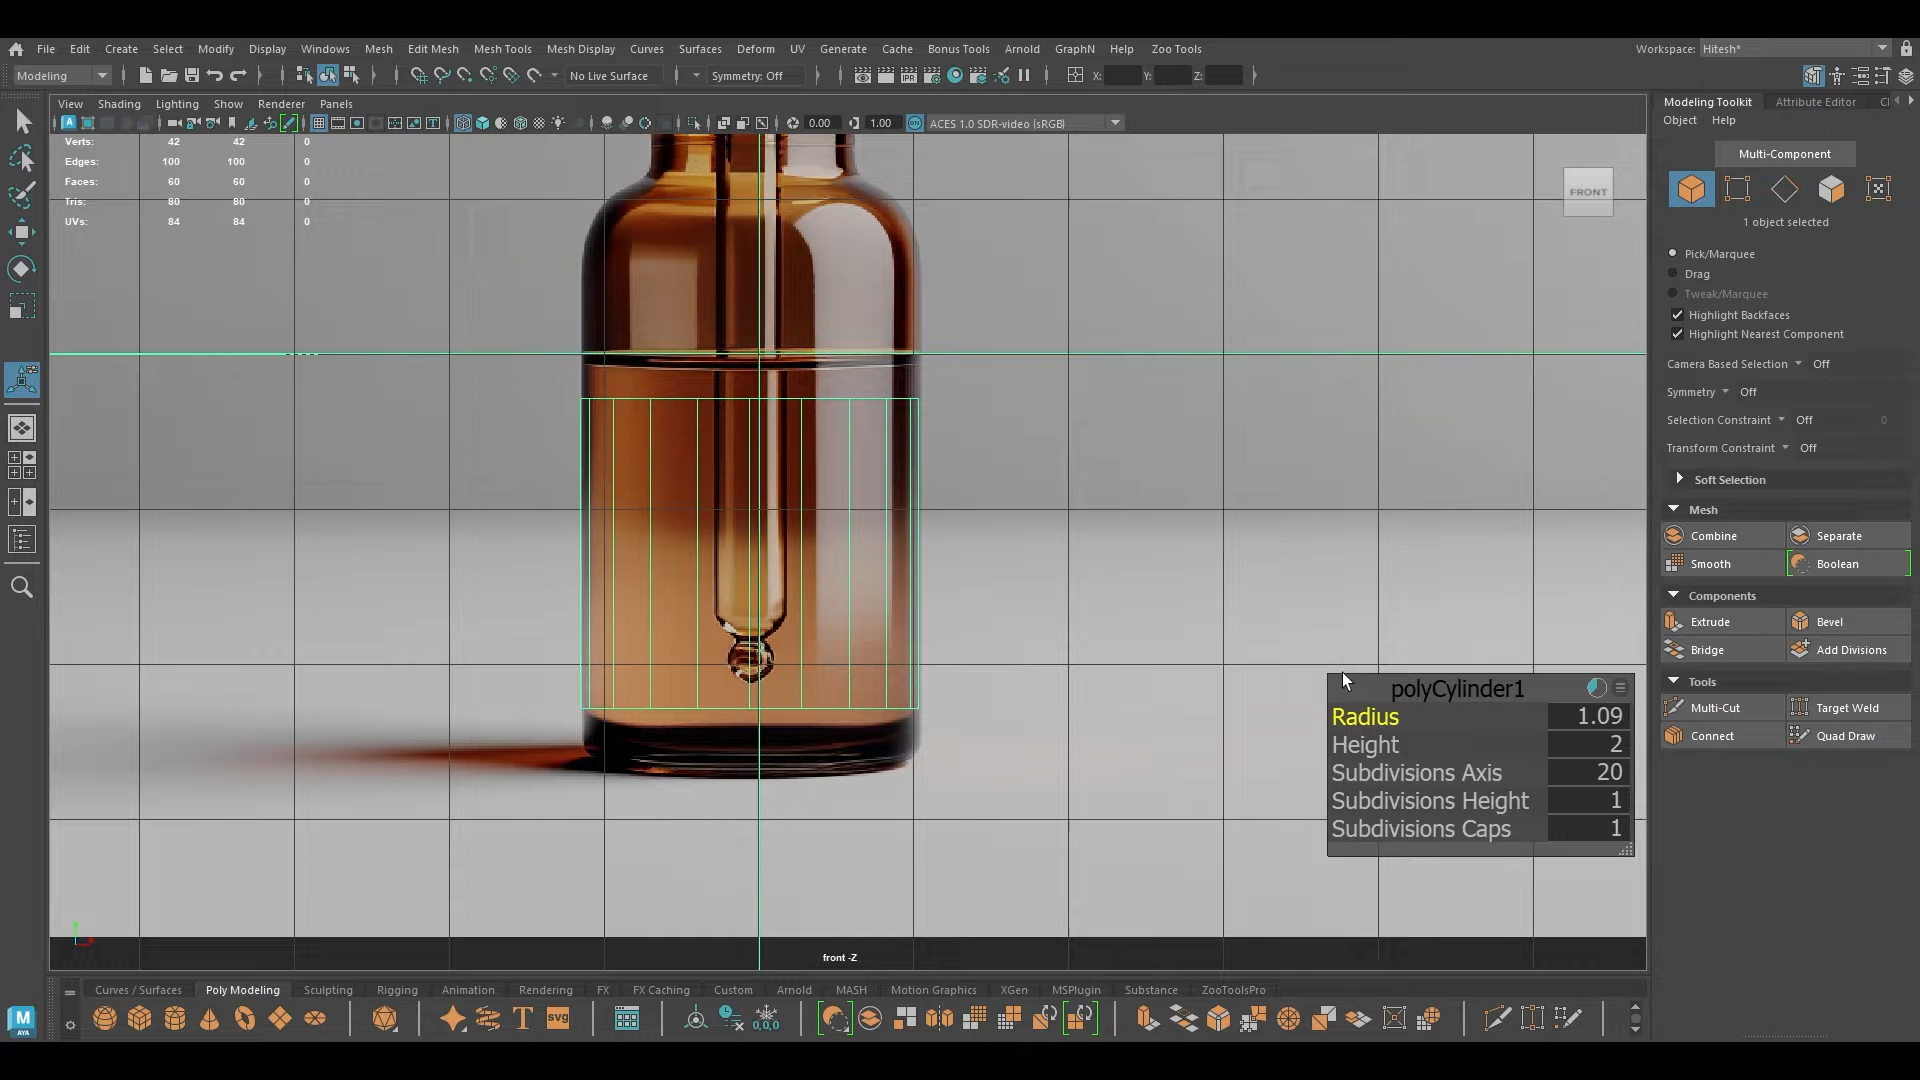 File Edit Create Select Modify Display Windows Mesh Edit Mesh Mesh Tools Mesh Display Curves Surfaces Deform UV Generate Cache Bonus Tools Arnold GraphN Help Zoo Tools Workspace: Hitesh*
Modeling No Live Surface Symmetry: Off IPR X: Y: Z:
View Shading Lighting Show Renderer Panels
0.00 1.00 ACES 1.0 SDR-video (sRGB)
Modeling Toolkit Attribute Editor
Object Help
Verts: 42 42 0
Edges: 100 100 0
Faces: 60 60 0
Tris: 80 80 0
UVs: 84 84 0
FRONT
Multi-Component
1 object selected
Pick/Marquee
Drag
Tweak/Marquee
Highlight Backfaces
Highlight Nearest Component
Camera Based Selection Off
Symmetry Off
Selection Constraint Off 0
Transform Constraint Off
Soft Selection
Mesh
Combine Separate
Smooth Boolean
Components
Extrude Bevel
Bridge Add Divisions
Tools
Multi-Cut Target Weld
Connect Quad Draw
polyCylinder1
Radius 1.09
Height 2
Subdivisions Axis 20
Subdivisions Height 1
Subdivisions Caps 1
front -Z
Curves / Surfaces Poly Modeling Sculpting Rigging Animation Rendering FX FX Caching Custom Arnold MASH Motion Graphics XGen MSPlugin Substance ZooToolsPro
M
AYA
T svg 0,0,0